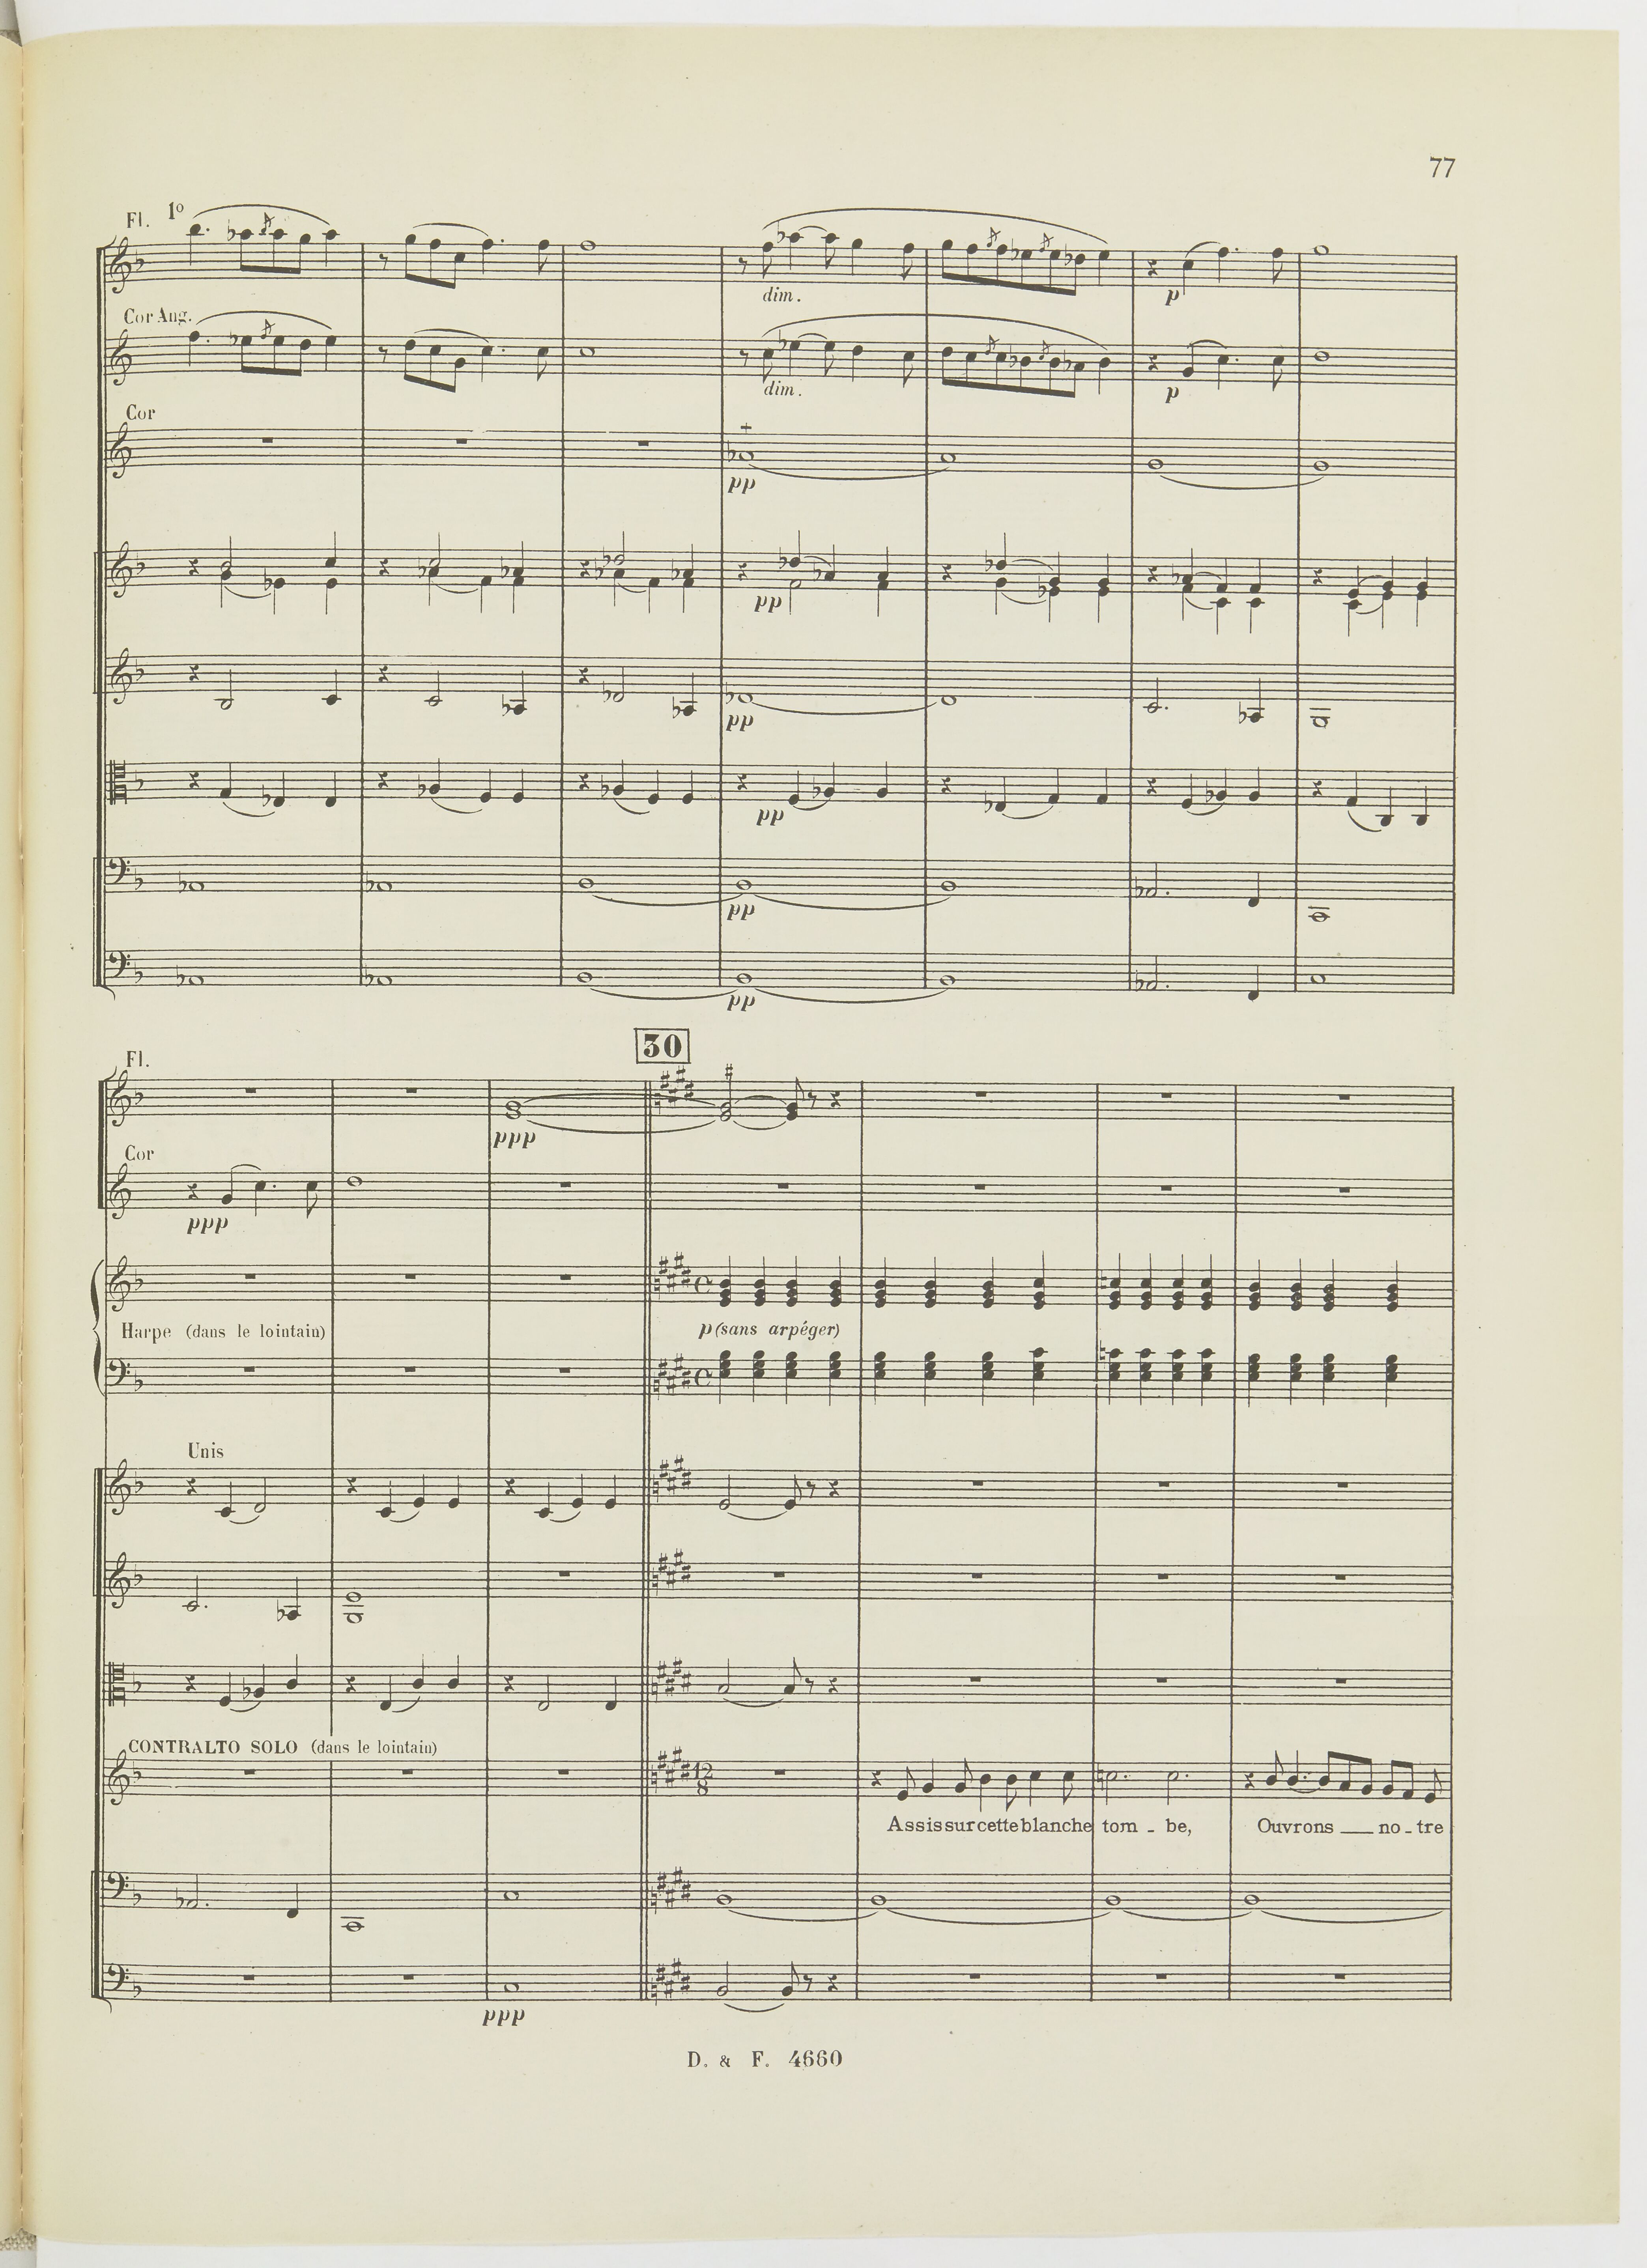 77
Fl. 1º
dim.
p
Cor Ang.
dim.
p
Cor
pp
pp
pp
pp
pp
pp
30
Fl.
ppp
Cor
ppp
Harpe (dans le lointain)
p (sans arpéger)
Unis
CONTRALTO SOLO (dans le lointain)
12
8
Assis sur cette blanche tom - be, Ouvrons no - tre
ppp
D. & F. 4660